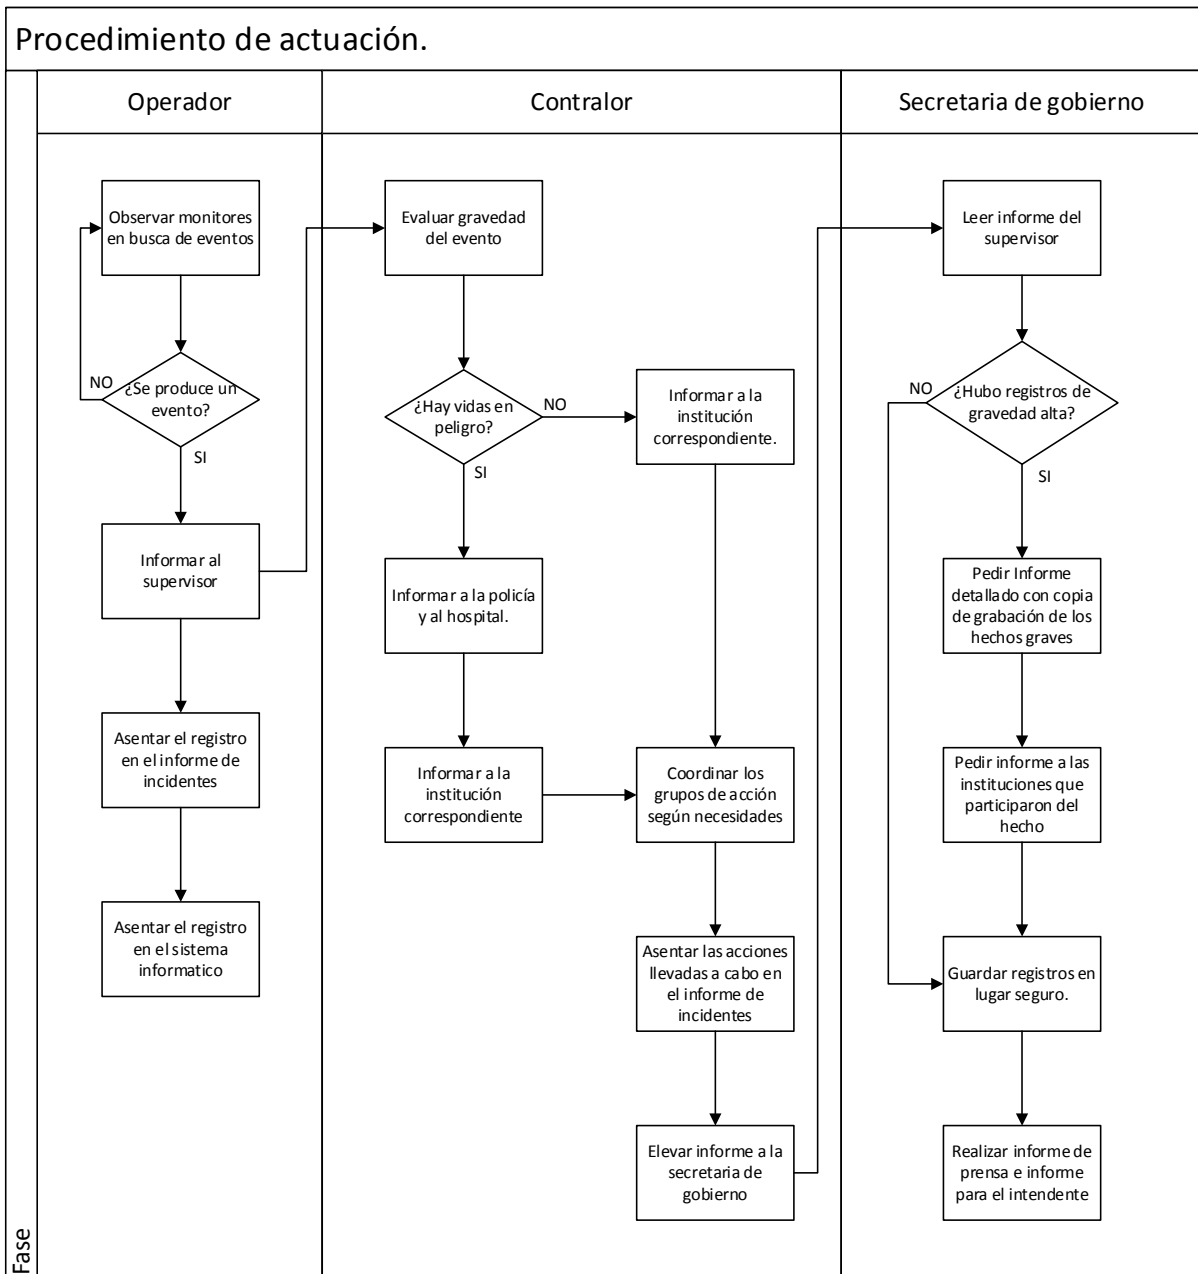 Procedimiento de actuación.
Fase
Operador
Observar monitores
en busca de eventos
¿Se produce un
evento?
NO
SI
Informar al
supervisor
Asentar el registro
en el informe de
incidentes
Asentar el registro
en el sistema
informatico
Contralor
Evaluar gravedad
del evento
¿Hay vidas en
peligro?
NO
SI
Informar a la
institución
correspondiente.
Informar a la policía
y al hospital.
Informar a la
institución
correspondiente
Coordinar los
grupos de acción
según necesidades
Asentar las acciones
llevadas a cabo en
el informe de
incidentes
Elevar informe a la
secretaria de
gobierno
Secretaria de gobierno
Leer informe del
supervisor
¿Hubo registros de
gravedad alta?
NO
SI
Pedir Informe
detallado con copia
de grabación de los
hechos graves
Pedir informe a las
instituciones que
participaron del
hecho
Guardar registros en
lugar seguro.
Realizar informe de
prensa e informe
para el intendente